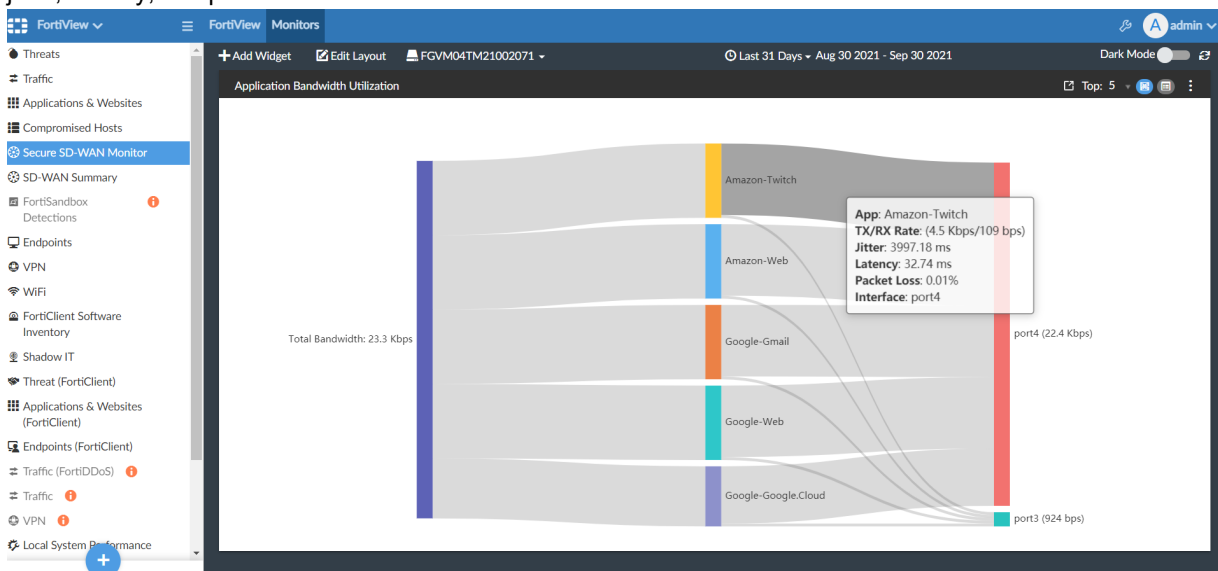 FortiView
FortiView Monitors
admin
A
Threats
Traffic
Applications & Websites
Compromised Hosts
Secure SD-WAN Monitor
SD-WAN Summary
FortiSandbox
Detections
Endpoints
VPN
WiFi
FortiClient Software
Inventory
Shadow IT
Threat (FortiClient)
Applications & Websites
(FortiClient)
Endpoints (FortiClient)
Traffic (FortiDDoS)
Traffic
VPN
Local System
Add Widget Edit Layout FGVM04TM21002071 Last 31 Days Aug 30 2021 - Sep 30 2021 Dark Mode
Application Bandwidth Utilization Top: 5
Total Bandwidth: 23.3 Kbps
Amazon-Twitch
Amazon-Web
Google-Gmail
Google-Web
Google-Google.Cloud
App: Amazon-Twitch
TX/RX Rate: (4.5 Kbps/109 bps)
Jitter: 3997.18 ms
Latency: 32.74 ms
Packet Loss: 0.01%
Interface: port4
port4 (22.4 Kbps)
port3 (924 bps)